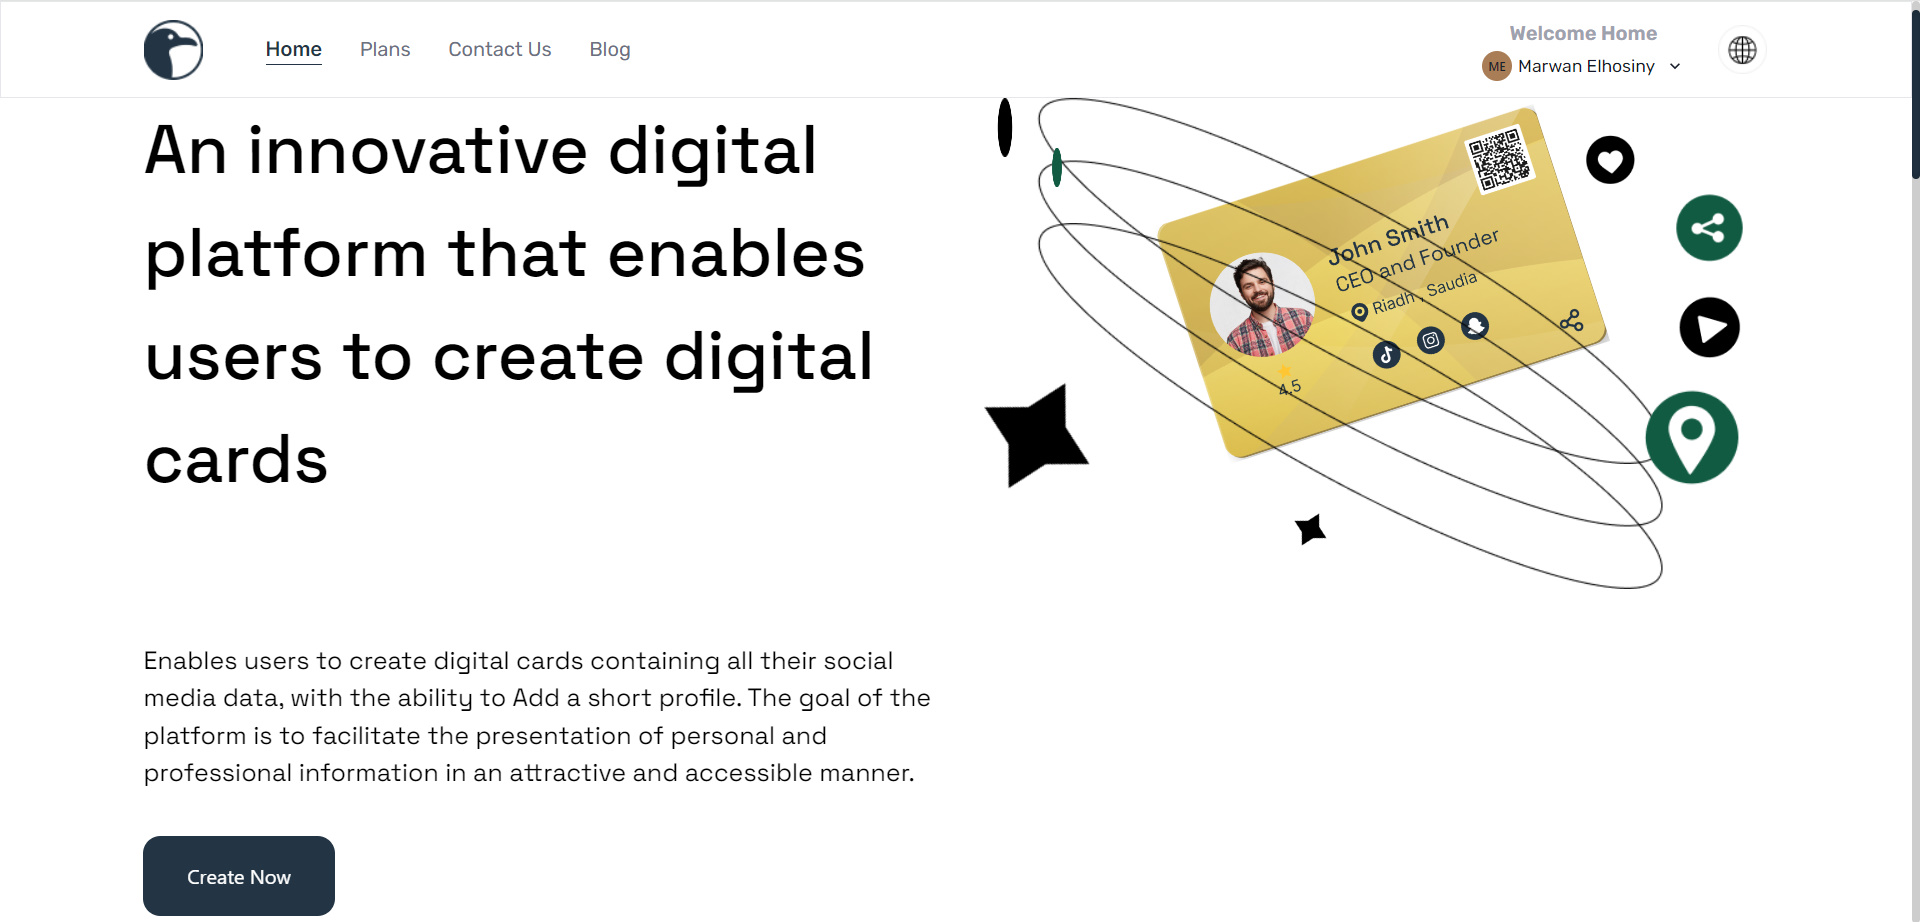 Home Plans Contact Us Blog
Welcome Home
ME Marwan Elhosiny
An innovative digital
platform that enables
users to create digital
cards
John Smith
CEO and Founder
Riadh , Saudia
4,5
Enables users to create digital cards containing all their social
media data, with the ability to Add a short profile. The goal of the
platform is to facilitate the presentation of personal and
professional information in an attractive and accessible manner.
Create Now